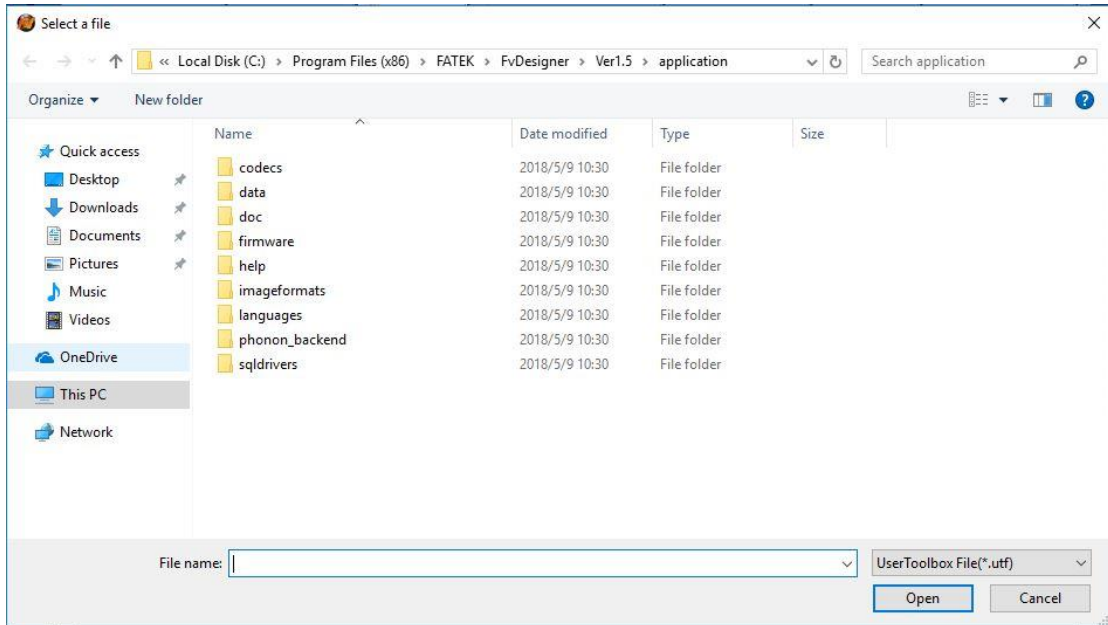 Select a file
« Local Disk (C:) › Program Files (x86) › FATEK › FvDesigner › Ver1.5 › application
Search application
Organize
New folder
Name Date modified Type Size
Quick access
Desktop
Downloads
Documents
Pictures
Music
Videos
OneDrive
This PC
Network
codecs 2018/5/9 10:30 File folder
data 2018/5/9 10:30 File folder
doc 2018/5/9 10:30 File folder
firmware 2018/5/9 10:30 File folder
help 2018/5/9 10:30 File folder
imageformats 2018/5/9 10:30 File folder
languages 2018/5/9 10:30 File folder
phonon_backend 2018/5/9 10:30 File folder
sqldrivers 2018/5/9 10:30 File folder
File name:
UserToolbox File(*.utf)
Open Cancel